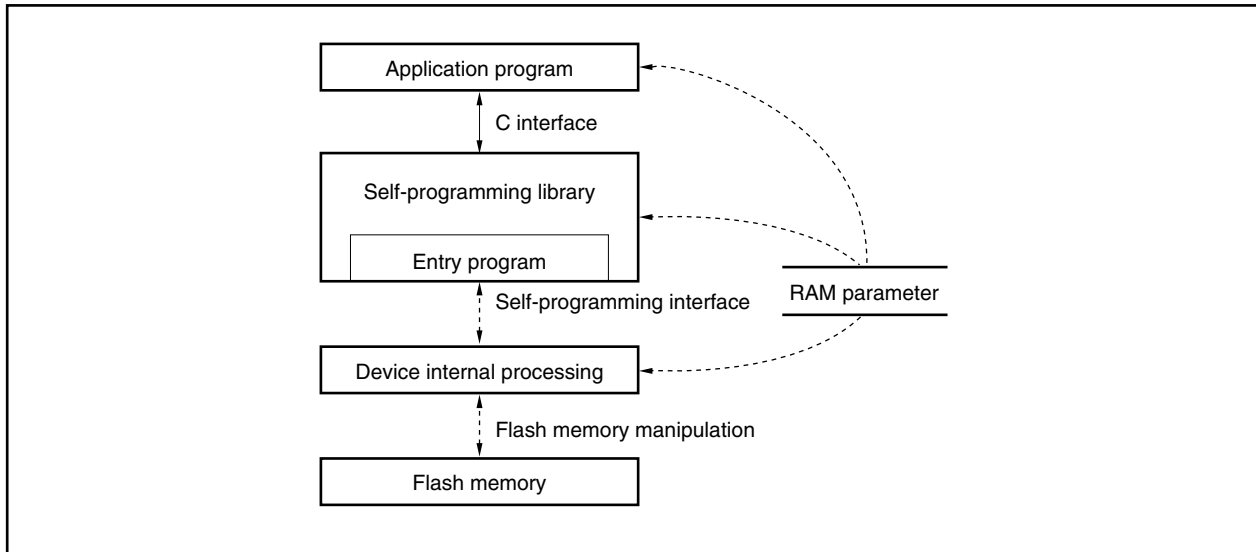 Application program
C interface
Self-programming library
Entry program
Self-programming interface
RAM parameter
Device internal processing
Flash memory manipulation
Flash memory